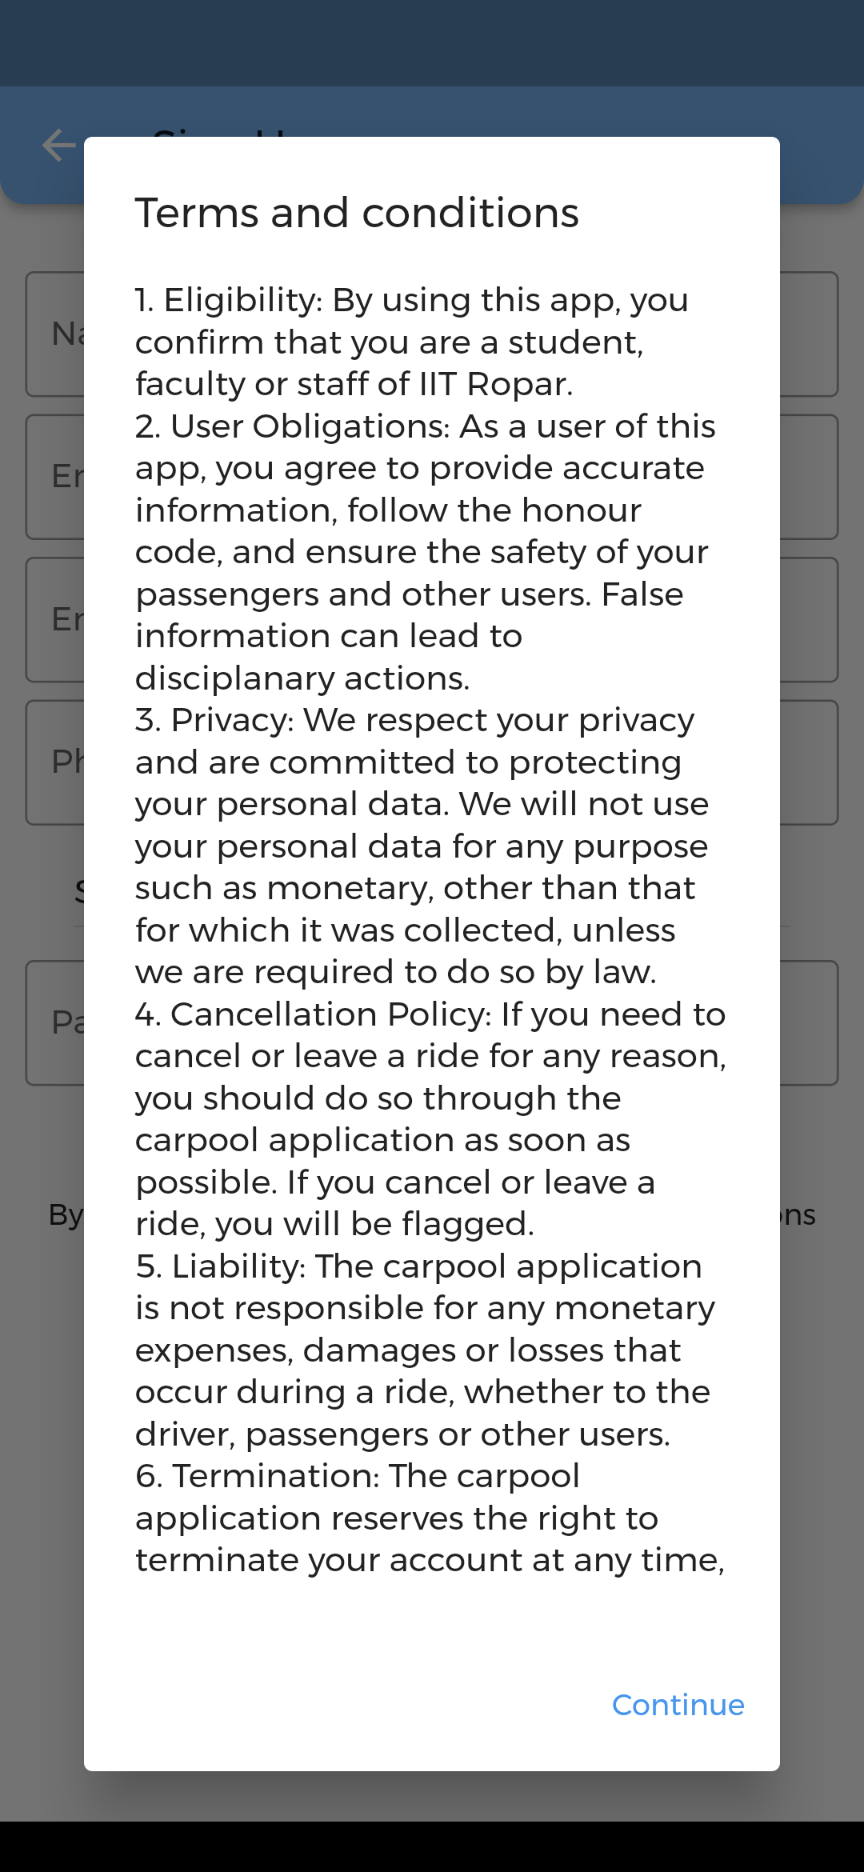 Terms and conditions
1. Eligibility: By using this app, you
confirm that you are a student,
faculty or staff of IIT Ropar.
2. User Obligations: As a user of this
app, you agree to provide accurate
information, follow the honour
code, and ensure the safety of your
passengers and other users. False
information can lead to
disciplanary actions.
3. Privacy: We respect your privacy
and are committed to protecting
your personal data. We will not use
your personal data for any purpose
such as monetary, other than that
for which it was collected, unless
we are required to do so by law.
4. Cancellation Policy: If you need to
cancel or leave a ride for any reason,
you should do so through the
carpool application as soon as
possible. If you cancel or leave a
ride, you will be flagged.
By
5. Liability: The carpool application
is not responsible for any monetary
expenses, damages or losses that
occur during a ride, whether to the
driver, passengers or other users.
6. Termination: The carpool
application reserves the right to
terminate your account at any time,
Continue